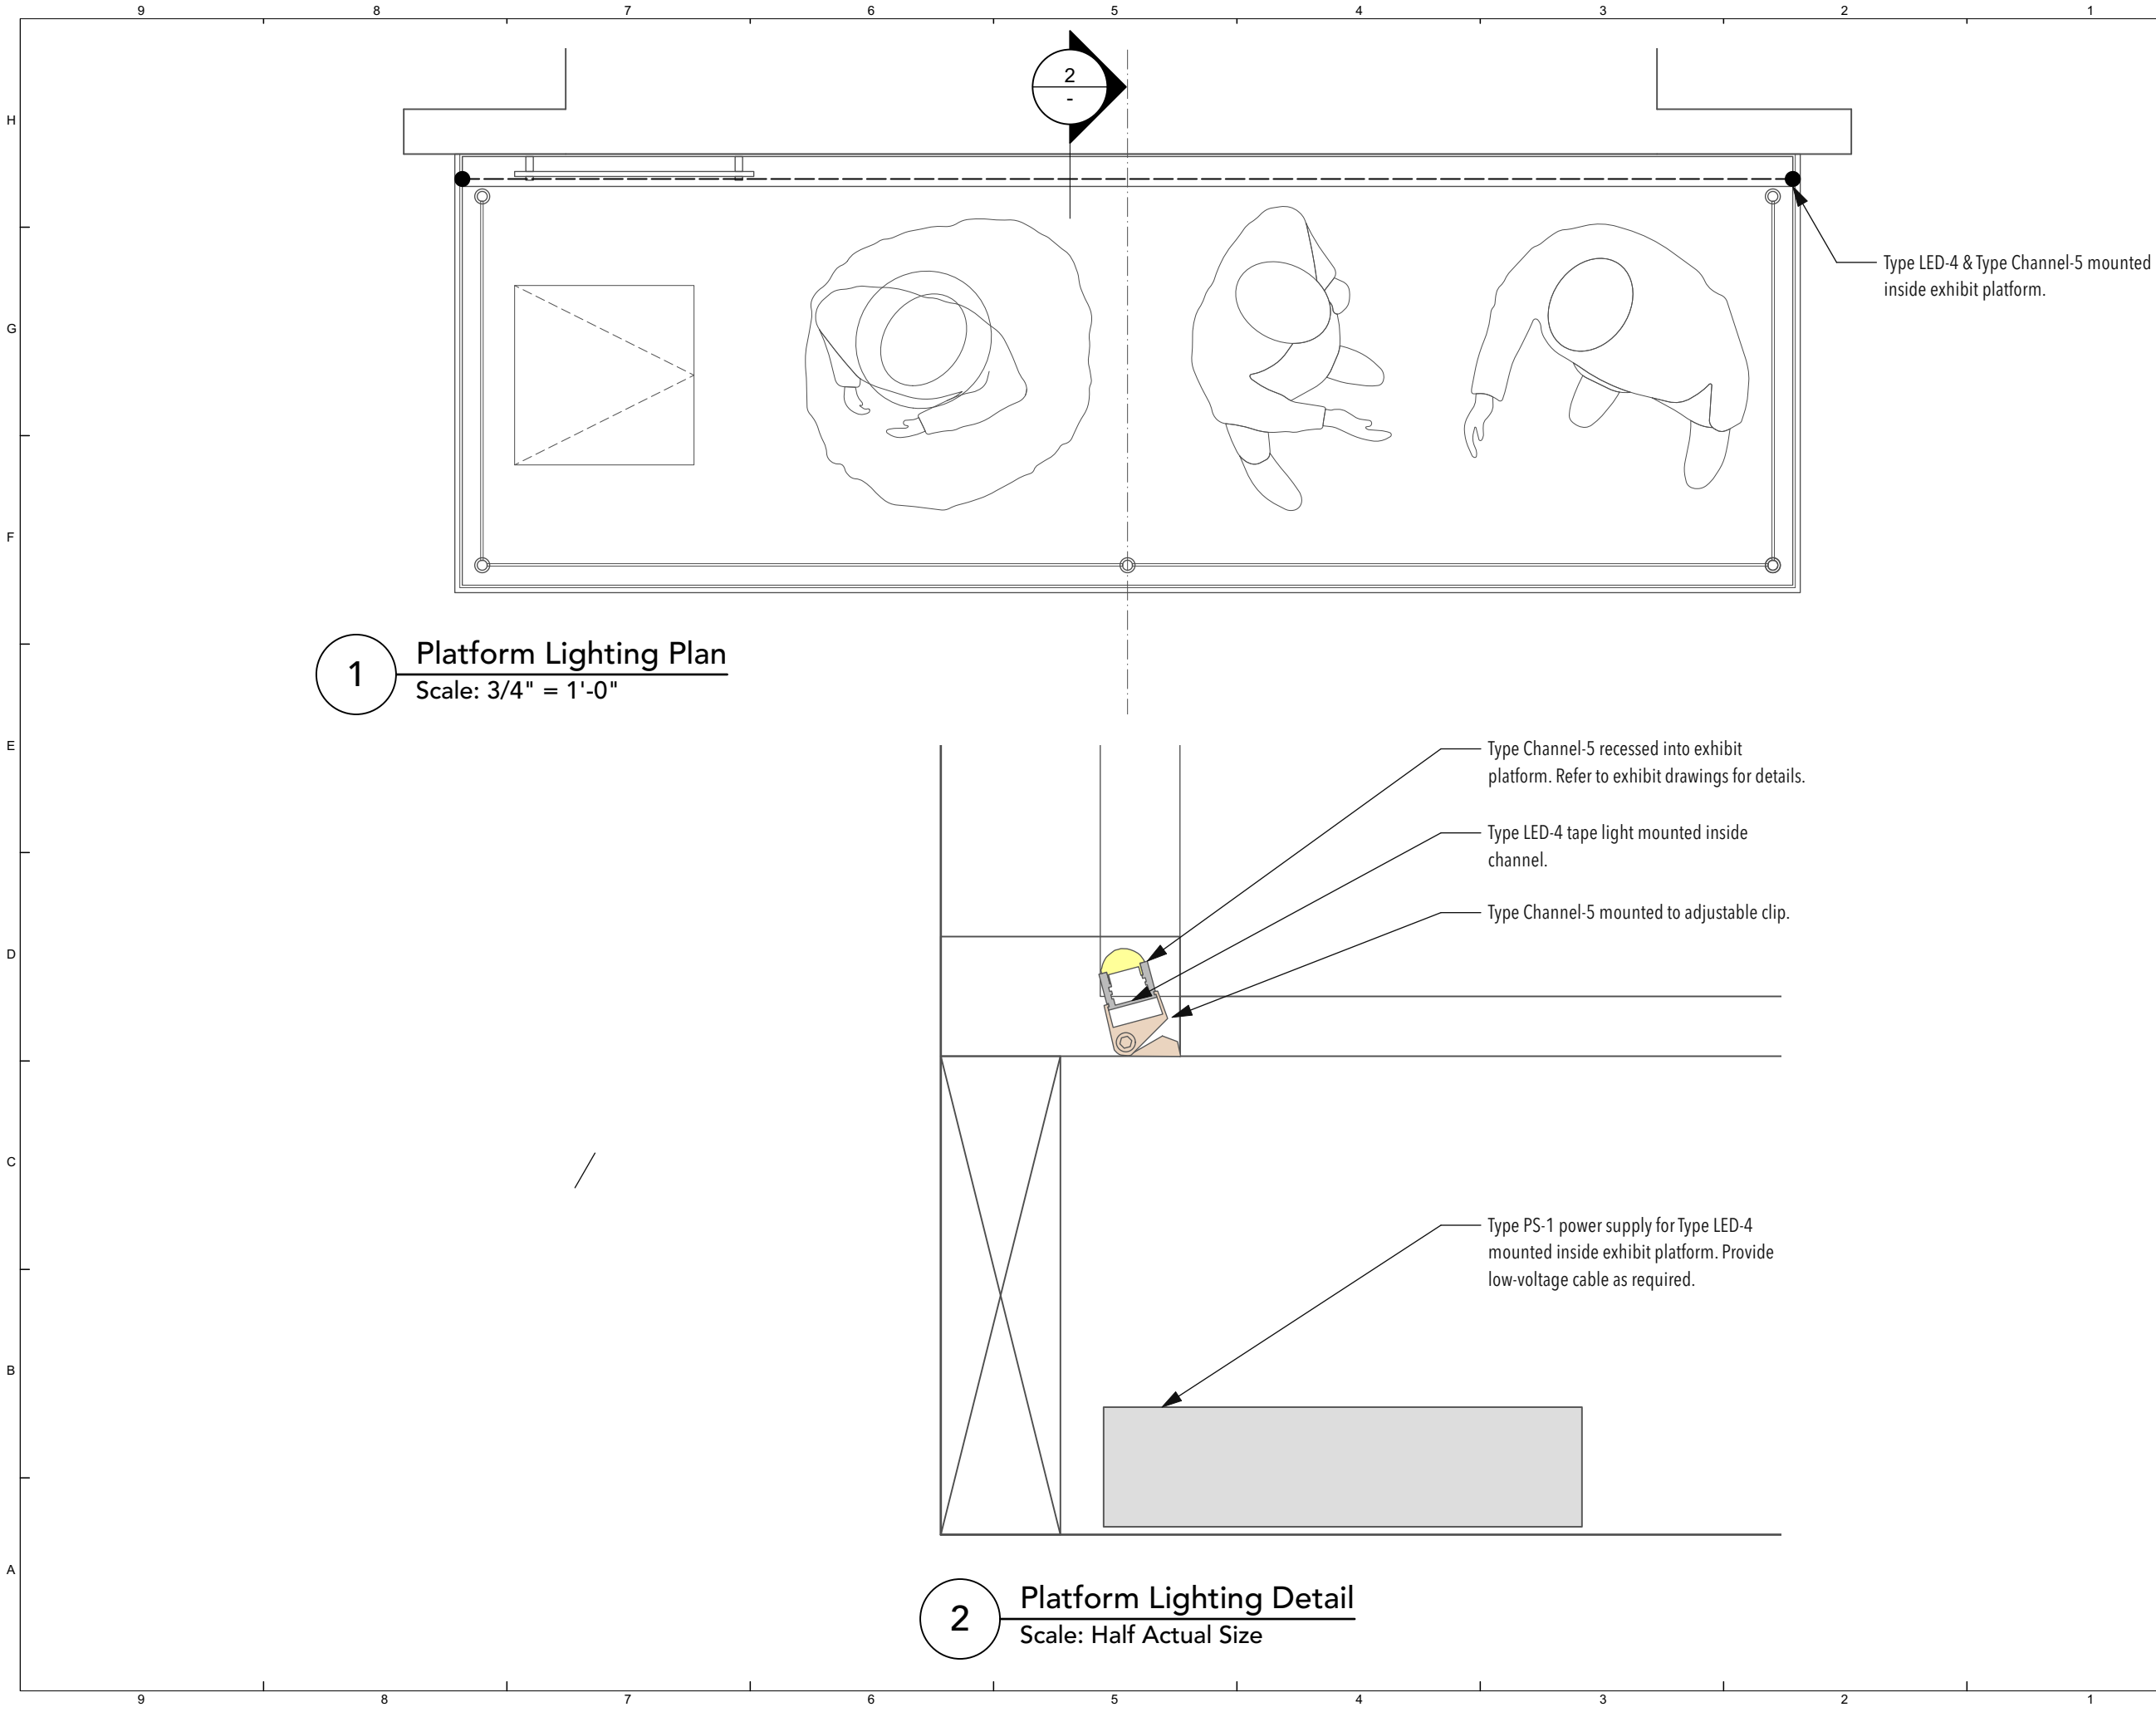 9 8 7 6 5 4 3 2 1
2
-
H
Type LED-4 & Type Channel-5 mounted
inside exhibit platform.
G
F
1
Platform Lighting Plan
Scale: 3/4" = 1'-0"
E
Type Channel-5 recessed into exhibit
platform. Refer to exhibit drawings for details.
Type LED-4 tape light mounted inside
channel.
Type Channel-5 mounted to adjustable clip.
D
C
Type PS-1 power supply for Type LED-4
mounted inside exhibit platform. Provide
low-voltage cable as required.
B
A
2
Platform Lighting Detail
Scale: Half Actual Size
9 8 7 6 5 4 3 2 1